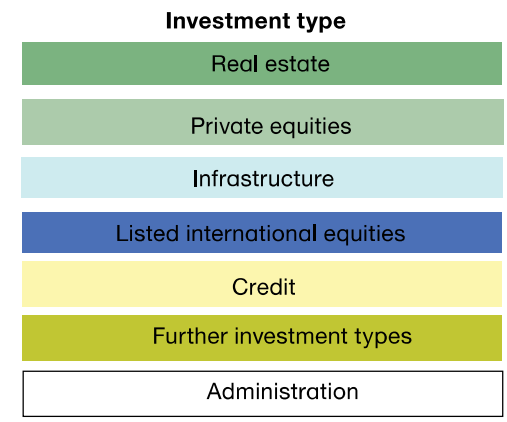 Investment type
Real estate
Private equities
Infrastructure
Listed international equities
Credit
Further investment types
Administration